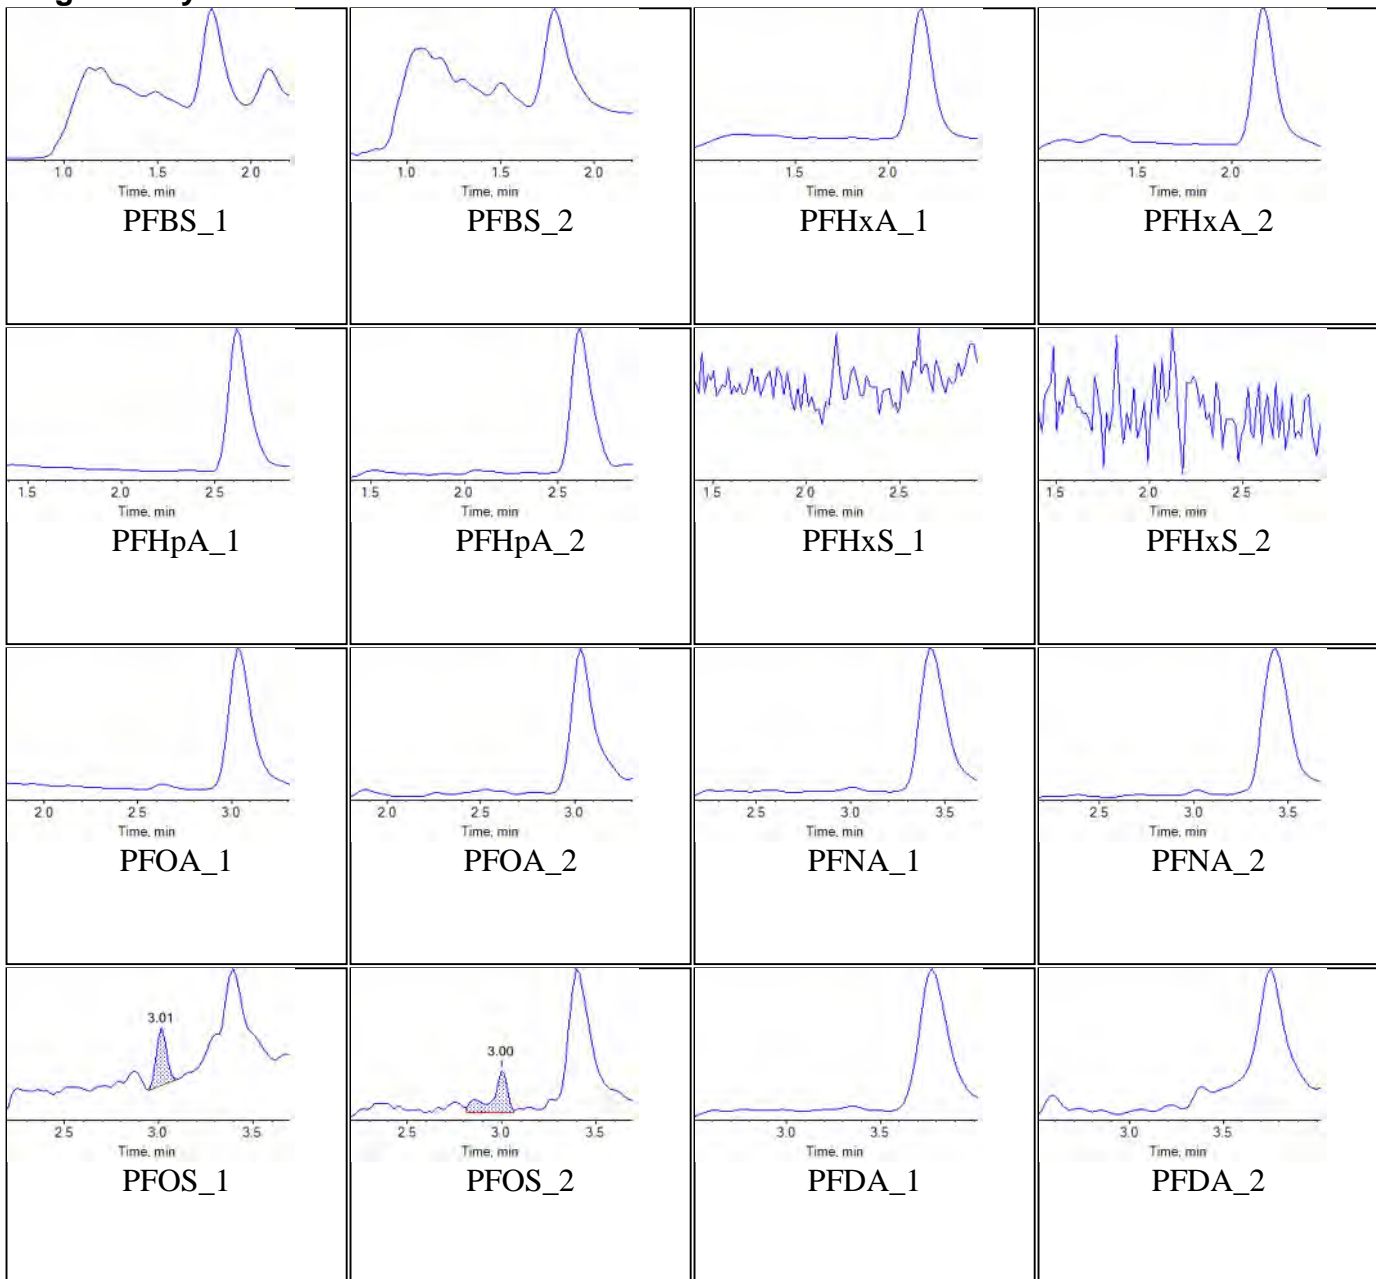 1.0 1.5 2.0 1.0 1.5 2.0 1.5 2.0 1.5 2.0
Time, min Time, min Time, min Time, min
PFBS_1 PFBS_2 PFHxA_1 PFHxA_2
1.5 2.0 2.5 1.5 2.0 2.5 1.5 2.0 2.5 1.5 2.0 2.5
Time, min Time, min Time, min Time, min
PFHpA_1 PFHpA_2 PFHxS_1 PFHxS_2
2.0 2.5 3.0 2.0 2.5 3.0 2.5 3.0 3.5 2.5 3.0 3.5
Time, min Time, min Time, min Time, min
PFOA_1 PFOA_2 PFNA_1 PFNA_2
3.01 3.00
2.5 3.0 3.5 2.5 3.0 3.5 3.0 3.5 3.0 3.5
Time, min Time, min Time, min Time, min
PFOS_1 PFOS_2 PFDA_1 PFDA_2